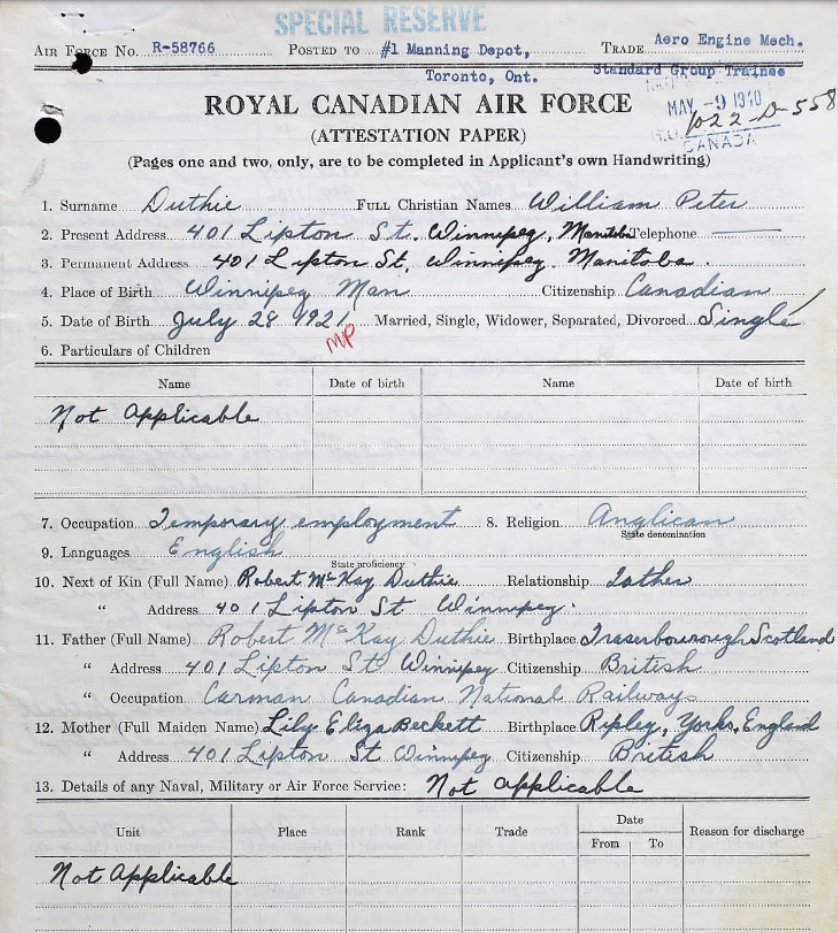 SPECIAL RESERVE
AIR FORCE NO. R-58766 POSTED TO #1 Manning Depot, TRADE Aero Engine Mech.
Toronto, Ont. Standard Group Trainee
ROYAL CANADIAN AIR FORCE
MAY -9 1940
1022-D-558
(ATTESTATION PAPER)
CANADA
(Pages one and two, only, are to be completed in Applicant's own Handwriting)
1. Surname Duthie FULL Christian Names William Peter
2. Present Address 401 Lipton St. Winnipeg, Manitoba Telephone
3. Permanent Address 401 Lipton St, Winnipeg. Manitoba.
4. Place of Birth Winnipeg Man Citizenship Canadian
5. Date of Birth July 28 1921 Married, Single, Widower, Separated, Divorced Single
MP
6. Particulars of Children
Name Date of birth Name Date of birth
Not Applicable
7. Occupation Temporary employment 8. Religion Anglican
State denomination
9. Languages English
State proficiency
10. Next of Kin (Full Name) Robert McKay Duthie Relationship Father
" Address 401 Lipton St Winnipeg.
11. Father (Full Name) Robert McKay Duthie Birthplace Fraserbourough Scotland
" Address 401 Lipton St Winnipeg Citizenship British
" Occupation Carman Canadian National Railways
12. Mother (Full Maiden Name) Lily Eliza Beckett Birthplace Ripley, Yorks, England
" Address 401 Lipton St Winnipeg Citizenship British
13. Details of any Naval, Military or Air Force Service: Not applicable
Unit Place Rank Trade Date Reason for discharge
From To
Not Applicable